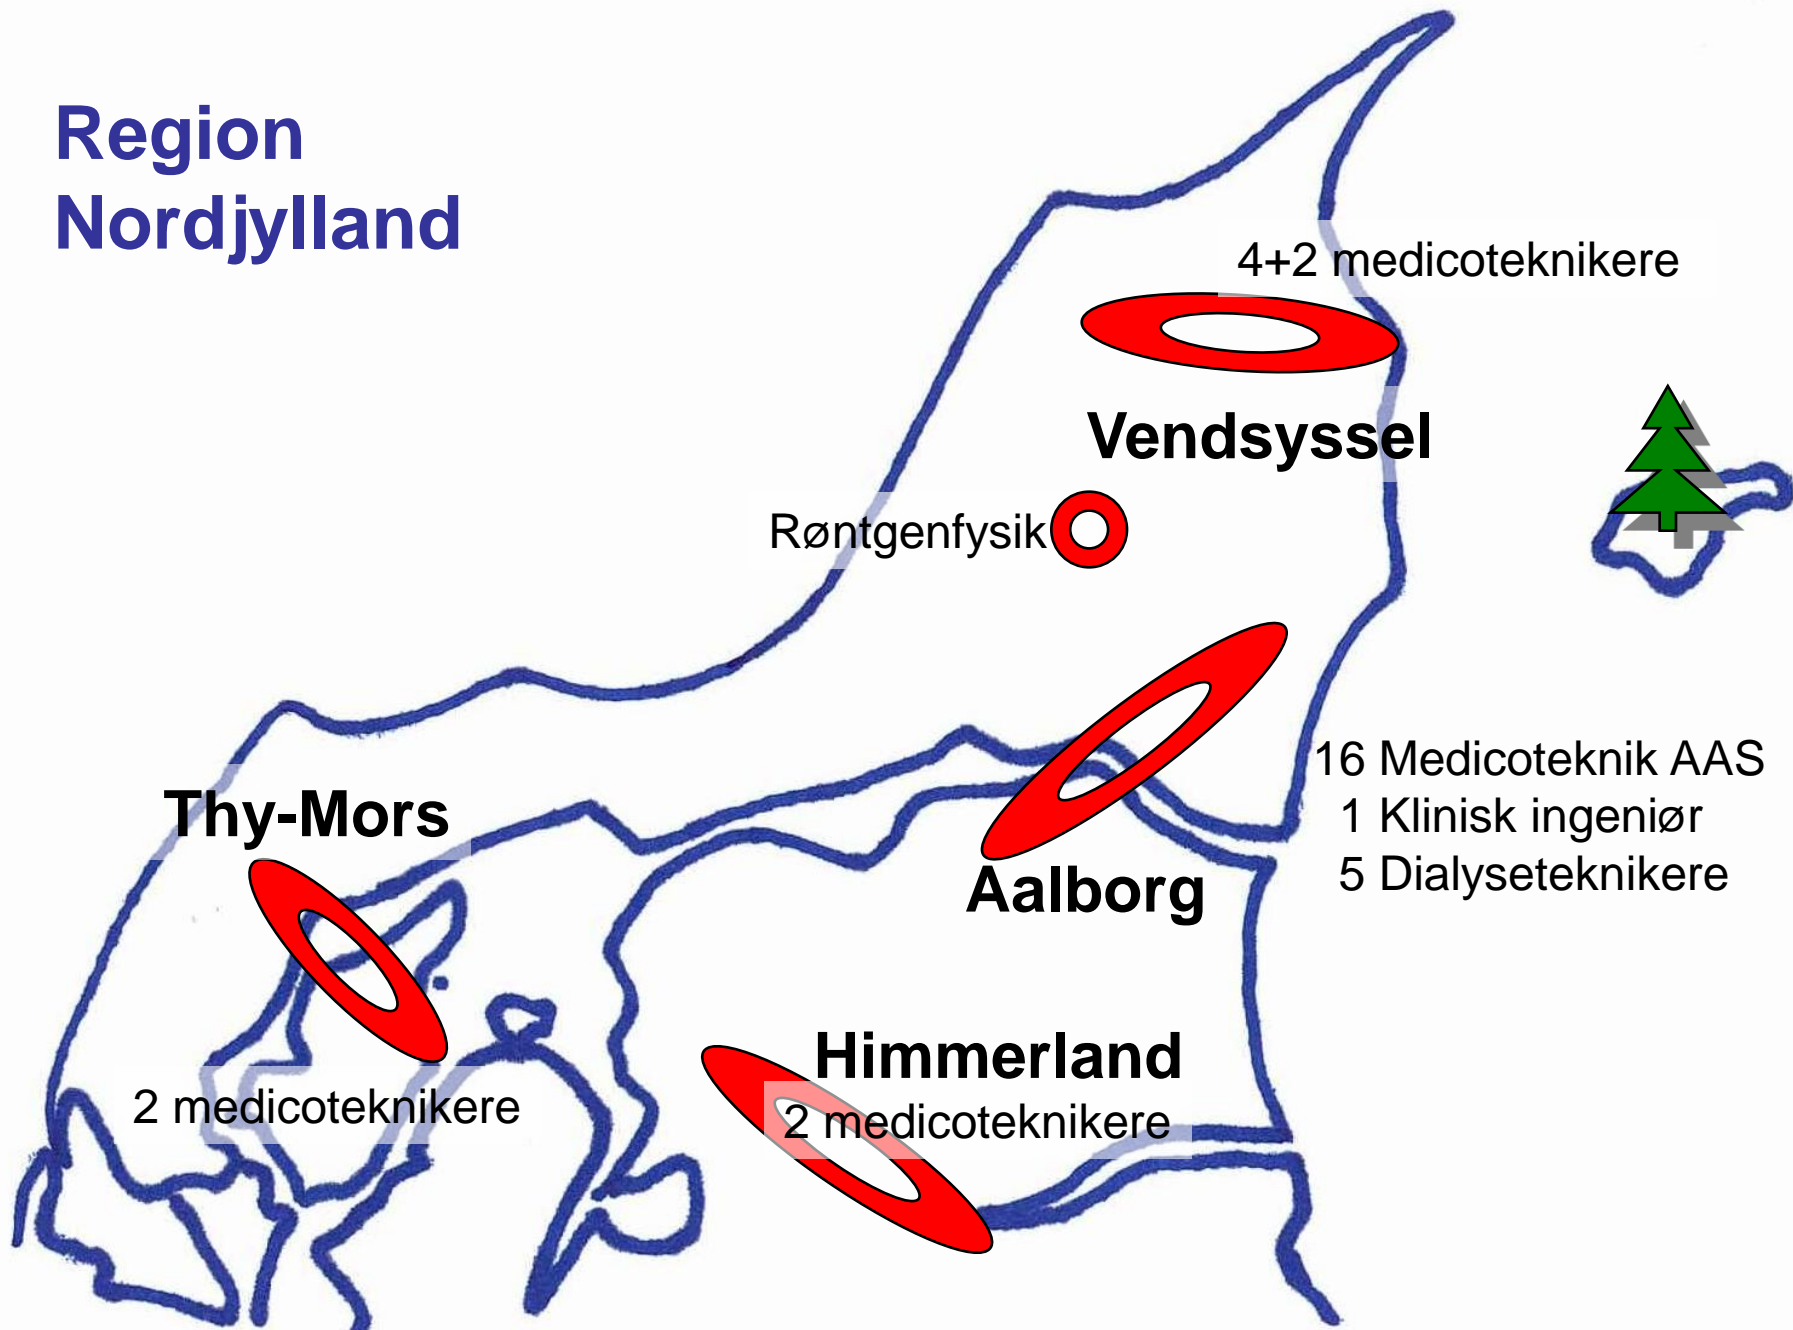 Region
Nordjylland
4+2 medicoteknikere
Vendsyssel
Røntgenfysik
16 Medicoteknik AAS
1 Klinisk ingeniør
5 Dialyseteknikere
Thy-Mors
Aalborg
Himmerland
2 medicoteknikere
2 medicoteknikere